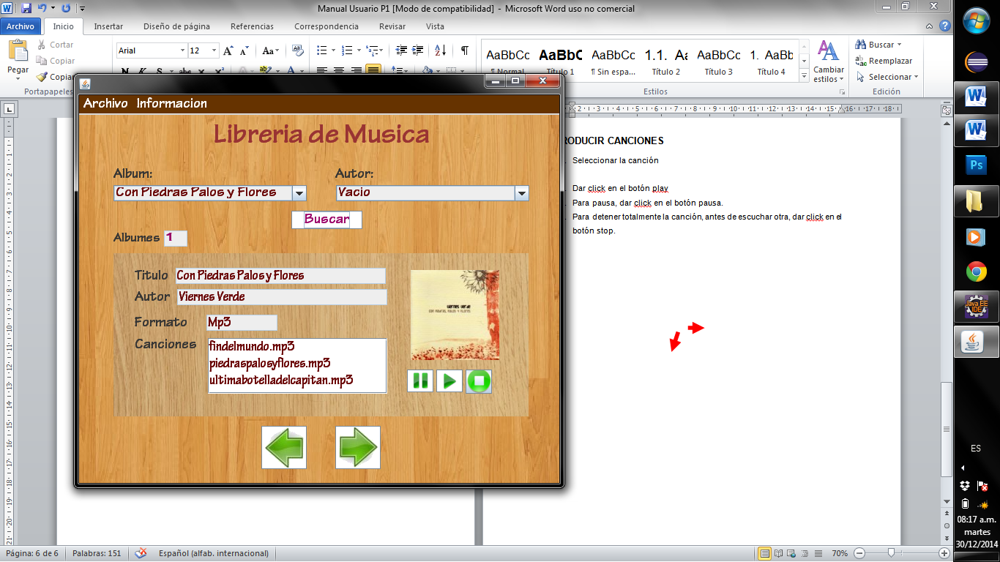 Manual Usuario P1 [Modo de compatibilidad] - Microsoft Word uso no comercial
Archivo Inicio Insertar Diseño de página Referencias Correspondencia Revisar Vista
Pegar
Cortar
Copiar
Copiar
Portapapeles
Arial 12
AaBbCc AaBbC AaBbCc 1.1. Aa AaBbCc 1. AaBb
¶ Normal Título 1 ¶ Sin espa... Título 2 Título 3 Título 4
Cambiar estilos
Estilos
Buscar
Reemplazar
Seleccionar
Edición
Archivo Informacion
Libreria de Musica
Album: Autor:
Con Piedras Palos y Flores Vacio
Buscar
Albumes 1
Titulo Con Piedras Palos y Flores
Autor Viernes Verde
Formato Mp3
Canciones findelmundo.mp3
piedraspalosyflores.mp3
ultimabotelladelcapitan.mp3
viernes verde
con piedras, palos y flores
RODUCIR CANCIONES
Seleccionar la canción
Dar click en el botón play
Para pausa, dar click en el botón pausa.
Para detener totalmente la canción, antes de escuchar otra, dar click en el
botón stop.
Ps
Java EE
IDE
ES
08:17 a.m.
martes
30/12/2014
Página: 6 de 6 Palabras: 151 Español (alfab. internacional) 70%